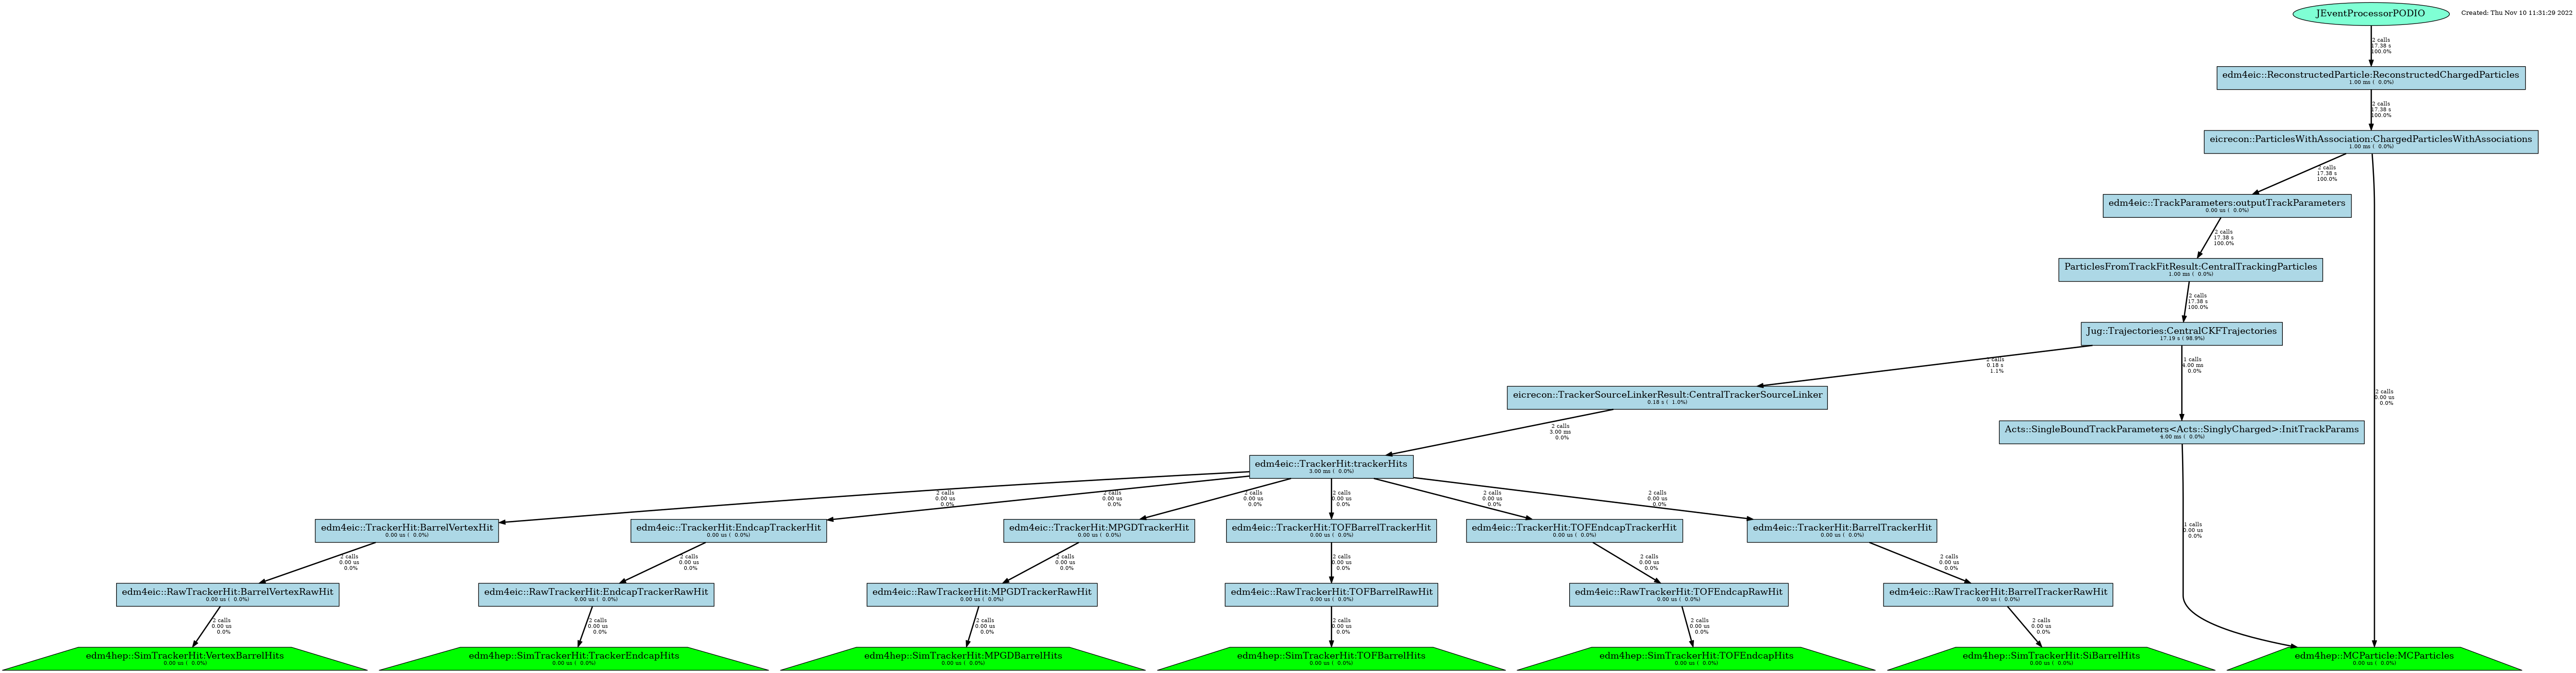 JEventProcessorPODIO
Created: Thu Nov 10 11:31:29 2022
2 calls
17.38 s
100.0%
edm4eic::ReconstructedParticle:ReconstructedChargedParticles
1.00 ms ( 0.0%)
2 calls
17.38 s
100.0%
eicrecon::ParticlesWithAssociation:ChargedParticlesWithAssociations
1.00 ms ( 0.0%)
2 calls
17.38 s
100.0%
edm4eic::TrackParameters:outputTrackParameters
0.00 us ( 0.0%)
2 calls
17.38 s
100.0%
ParticlesFromTrackFitResult:CentralTrackingParticles
1.00 ms ( 0.0%)
2 calls
17.38 s
100.0%
Jug::Trajectories:CentralCKFTrajectories
17.19 s ( 98.9%)
2 calls
0.18 s
1.1%
1 calls
4.00 ms
0.0%
eicrecon::TrackerSourceLinkerResult:CentralTrackerSourceLinker
0.18 s ( 1.0%)
2 calls
0.00 us
0.0%
2 calls
3.00 ms
0.0%
Acts::SingleBoundTrackParameters<Acts::SinglyCharged>:InitTrackParams
4.00 ms ( 0.0%)
edm4eic::TrackerHit:trackerHits
3.00 ms ( 0.0%)
2 calls
0.00 us
0.0%
2 calls
0.00 us
0.0%
2 calls
0.00 us
0.0%
2 calls
0.00 us
0.0%
2 calls
0.00 us
0.0%
2 calls
0.00 us
0.0%
edm4eic::TrackerHit:BarrelVertexHit
0.00 us ( 0.0%)
edm4eic::TrackerHit:EndcapTrackerHit
0.00 us ( 0.0%)
edm4eic::TrackerHit:MPGDTrackerHit
0.00 us ( 0.0%)
edm4eic::TrackerHit:TOFBarrelTrackerHit
0.00 us ( 0.0%)
edm4eic::TrackerHit:TOFEndcapTrackerHit
0.00 us ( 0.0%)
edm4eic::TrackerHit:BarrelTrackerHit
0.00 us ( 0.0%)
1 calls
0.00 us
0.0%
2 calls
0.00 us
0.0%
2 calls
0.00 us
0.0%
2 calls
0.00 us
0.0%
2 calls
0.00 us
0.0%
2 calls
0.00 us
0.0%
2 calls
0.00 us
0.0%
edm4eic::RawTrackerHit:BarrelVertexRawHit
0.00 us ( 0.0%)
edm4eic::RawTrackerHit:EndcapTrackerRawHit
0.00 us ( 0.0%)
edm4eic::RawTrackerHit:MPGDTrackerRawHit
0.00 us ( 0.0%)
edm4eic::RawTrackerHit:TOFBarrelRawHit
0.00 us ( 0.0%)
edm4eic::RawTrackerHit:TOFEndcapRawHit
0.00 us ( 0.0%)
edm4eic::RawTrackerHit:BarrelTrackerRawHit
0.00 us ( 0.0%)
2 calls
0.00 us
0.0%
2 calls
0.00 us
0.0%
2 calls
0.00 us
0.0%
2 calls
0.00 us
0.0%
2 calls
0.00 us
0.0%
2 calls
0.00 us
0.0%
edm4hep::SimTrackerHit:VertexBarrelHits
0.00 us ( 0.0%)
edm4hep::SimTrackerHit:TrackerEndcapHits
0.00 us ( 0.0%)
edm4hep::SimTrackerHit:MPGDBarrelHits
0.00 us ( 0.0%)
edm4hep::SimTrackerHit:TOFBarrelHits
0.00 us ( 0.0%)
edm4hep::SimTrackerHit:TOFEndcapHits
0.00 us ( 0.0%)
edm4hep::SimTrackerHit:SiBarrelHits
0.00 us ( 0.0%)
edm4hep::MCParticle:MCParticles
0.00 us ( 0.0%)